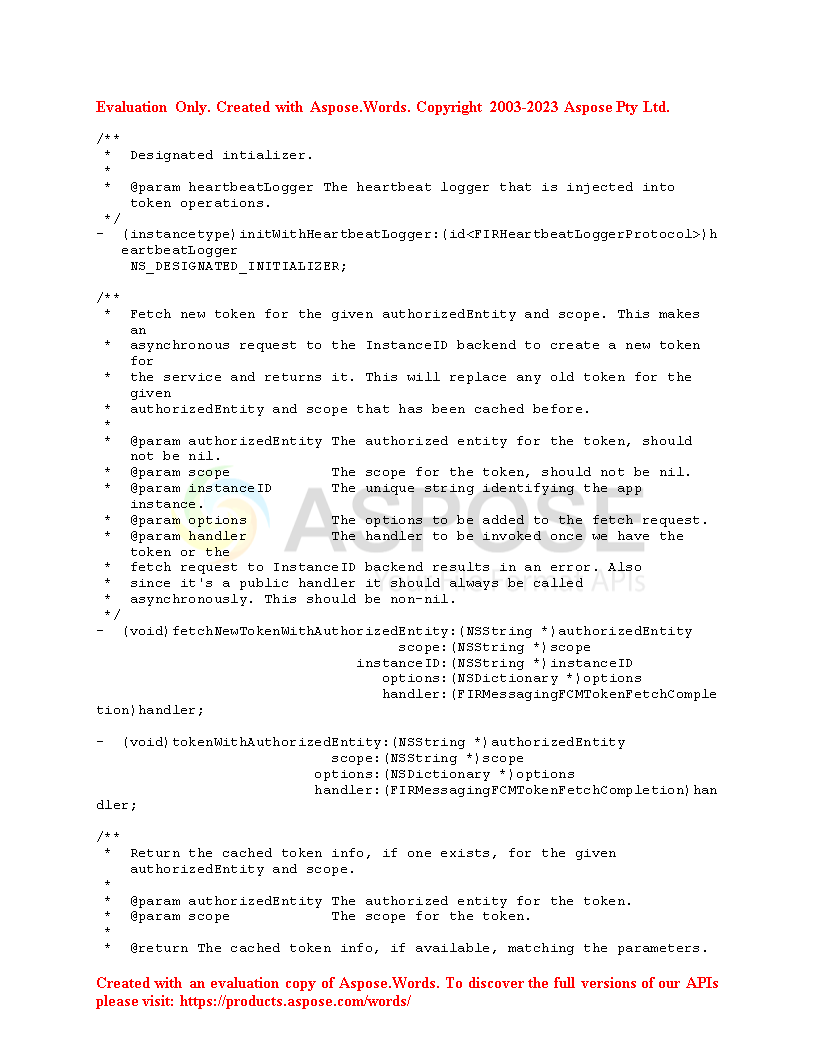 Evaluation Only. Created with Aspose.Words. Copyright 2003-2023 Aspose Pty Ltd.
/**
 *  Designated intializer.
 *
 *  @param heartbeatLogger The heartbeat logger that is injected into
    token operations.
 */
-  (instancetype)initWithHeartbeatLogger:(id<FIRHeartbeatLoggerProtocol>)h
   eartbeatLogger
    NS_DESIGNATED_INITIALIZER;
/**
 *  Fetch new token for the given authorizedEntity and scope. This makes
    an
 *  asynchronous request to the InstanceID backend to create a new token
    for
 *  the service and returns it. This will replace any old token for the
    given
 *  authorizedEntity and scope that has been cached before.
 *
 *  @param authorizedEntity The authorized entity for the token, should
    not be nil.
 *  @param scope            The scope for the token, should not be nil.
 *  @param instanceID       The unique string identifying the app
    instance.
 *  @param options          The options to be added to the fetch request.
 *  @param handler          The handler to be invoked once we have the
    token or the
 *  fetch request to InstanceID backend results in an error. Also
 *  since it's a public handler it should always be called
 *  asynchronously. This should be non-nil.
 */
-  (void)fetchNewTokenWithAuthorizedEntity:(NSString *)authorizedEntity
                                    scope:(NSString *)scope
                               instanceID:(NSString *)instanceID
                                  options:(NSDictionary *)options
                                  handler:(FIRMessagingFCMTokenFetchComple
tion)handler;
-  (void)tokenWithAuthorizedEntity:(NSString *)authorizedEntity
                            scope:(NSString *)scope
                          options:(NSDictionary *)options
                          handler:(FIRMessagingFCMTokenFetchCompletion)han
dler;
/**
 *  Return the cached token info, if one exists, for the given
    authorizedEntity and scope.
 *
 *  @param authorizedEntity The authorized entity for the token.
 *  @param scope            The scope for the token.
 *
 *  @return The cached token info, if available, matching the parameters.
ASPOSE
Your File Format APIs
Created with an evaluation copy of Aspose.Words. To discover the full versions of our APIs
please visit: https://products.aspose.com/words/